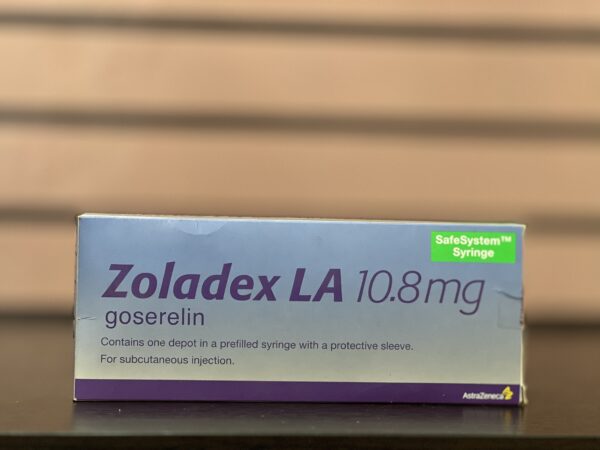 SafeSystem™
Syringe
Zoladex LA 10.8mg
goserelin
Contains one depot in a prefilled syringe with a protective sleeve.
For subcutaneous injection.
AstraZeneca